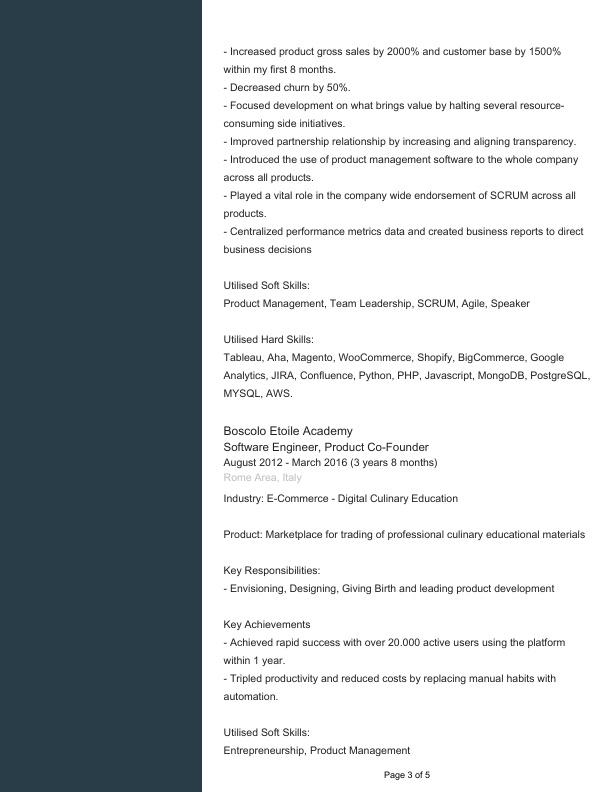 - Increased product gross sales by 2000% and customer base by 1500%
within my first 8 months.
- Decreased churn by 50%.
- Focused development on what brings value by halting several resource-
consuming side initiatives.
- Improved partnership relationship by increasing and aligning transparency.
- Introduced the use of product management software to the whole company
across all products.
- Played a vital role in the company wide endorsement of SCRUM across all
products.
- Centralized performance metrics data and created business reports to direct
business decisions
Utilised Soft Skills:
Product Management, Team Leadership, SCRUM, Agile, Speaker
Utilised Hard Skills:
Tableau, Aha, Magento, WooCommerce, Shopify, BigCommerce, Google
Analytics, JIRA, Confluence, Python, PHP, Javascript, MongoDB, PostgreSQL,
MYSQL, AWS.
Boscolo Etoile Academy
Software Engineer, Product Co-Founder
August 2012 - March 2016 (3 years 8 months)
Rome Area, Italy
Industry: E-Commerce - Digital Culinary Education
Product: Marketplace for trading of professional culinary educational materials
Key Responsibilities:
- Envisioning, Designing, Giving Birth and leading product development
Key Achievements
- Achieved rapid success with over 20.000 active users using the platform
within 1 year.
- Tripled productivity and reduced costs by replacing manual habits with
automation.
Utilised Soft Skills:
Entrepreneurship, Product Management
Page 3 of 5